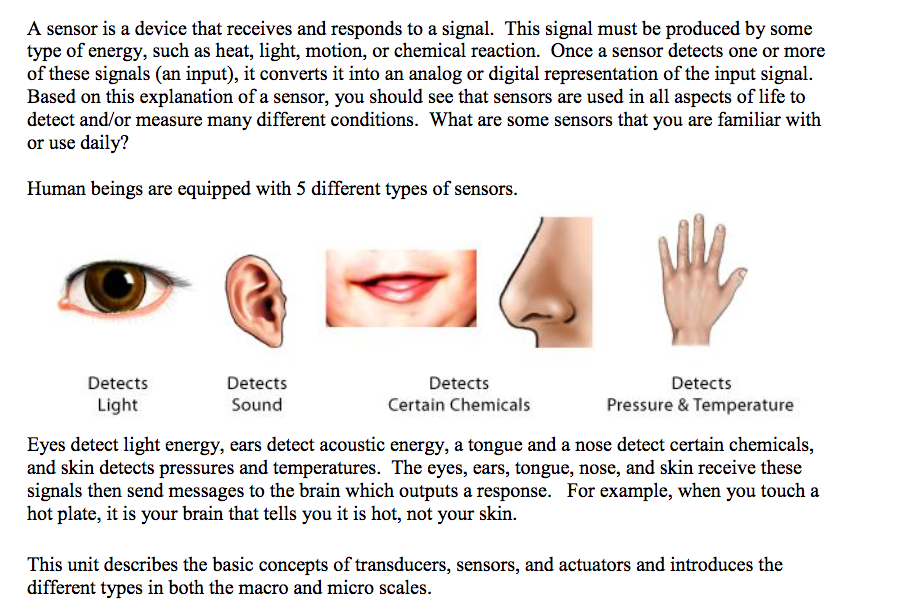 A sensor is a device that receives and responds to a signal.  This signal must be produced by some
type of energy, such as heat, light, motion, or chemical reaction.  Once a sensor detects one or more
of these signals (an input), it converts it into an analog or digital representation of the input signal.
Based on this explanation of a sensor, you should see that sensors are used in all aspects of life to
detect and/or measure many different conditions.  What are some sensors that you are familiar with
or use daily?
Human beings are equipped with 5 different types of sensors.
Detects Detects Detects Detects
Light Sound Certain Chemicals Pressure & Temperature
Eyes detect light energy, ears detect acoustic energy, a tongue and a nose detect certain chemicals,
and skin detects pressures and temperatures.  The eyes, ears, tongue, nose, and skin receive these
signals then send messages to the brain which outputs a response.   For example, when you touch a
hot plate, it is your brain that tells you it is hot, not your skin.
This unit describes the basic concepts of transducers, sensors, and actuators and introduces the
different types in both the macro and micro scales.